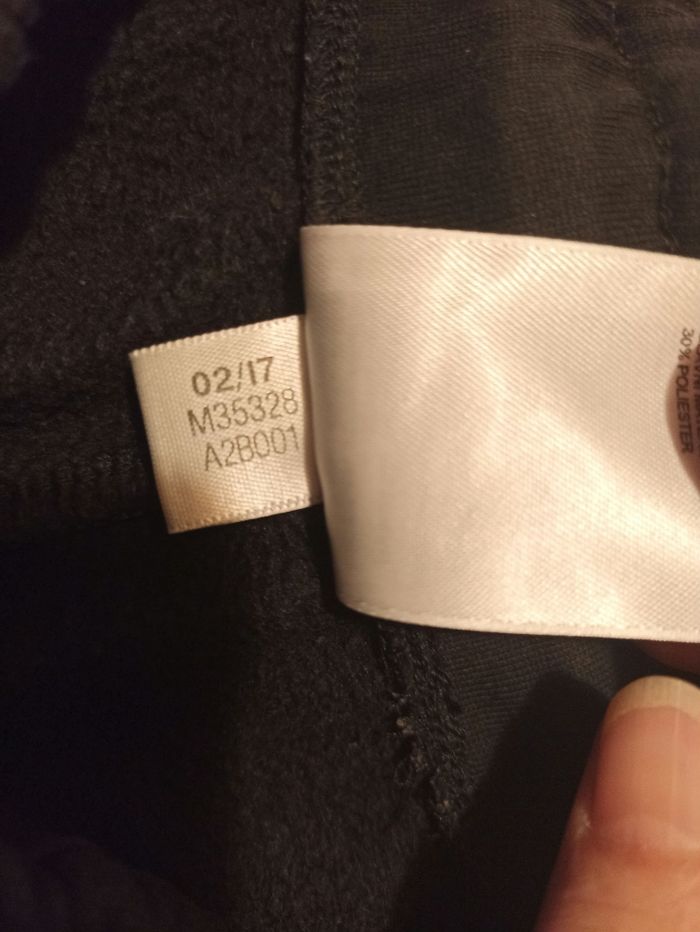 02/17
M35328
A2B001
30% POLIESTER